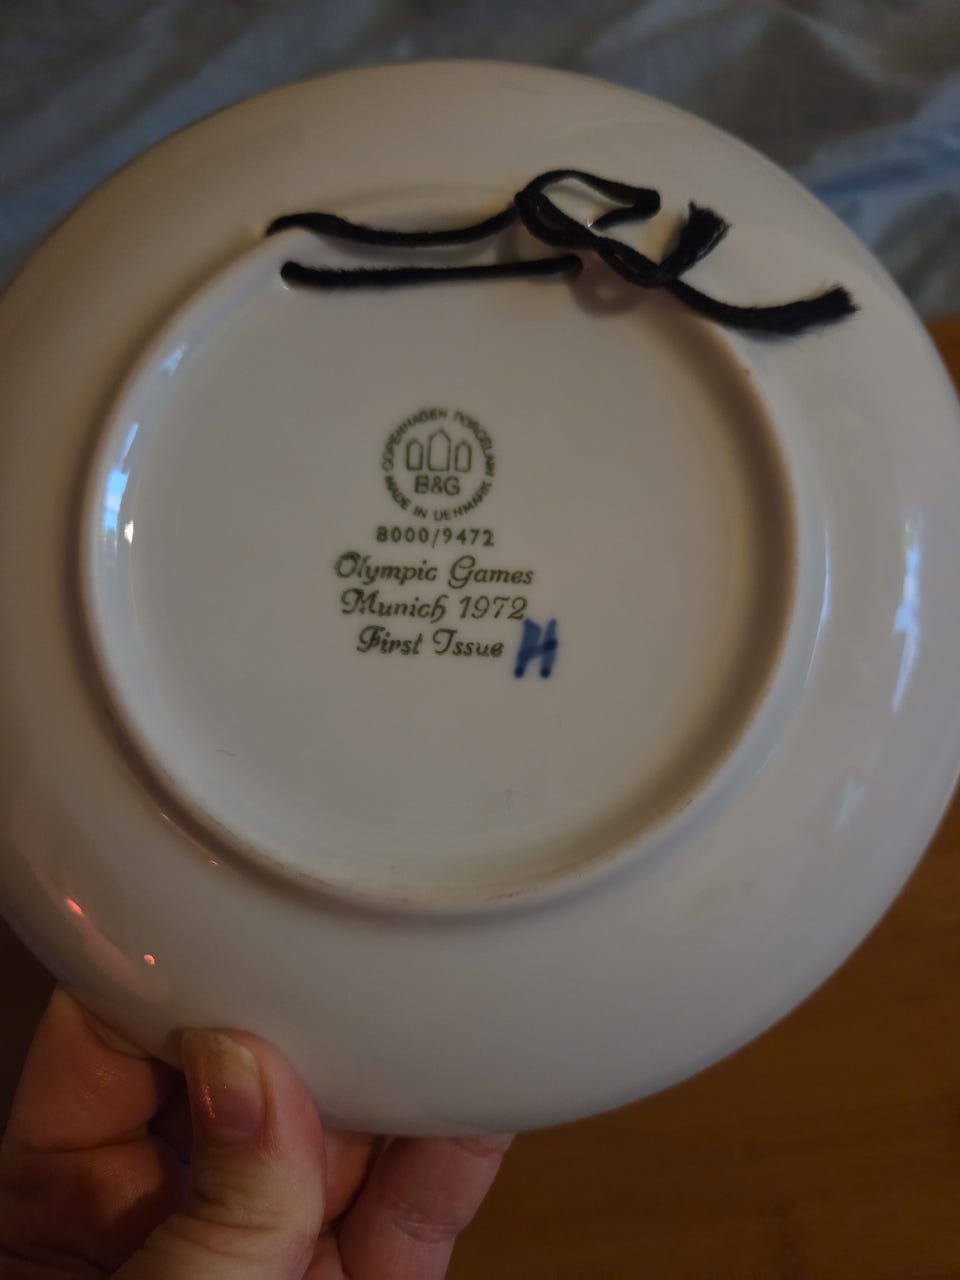 COPENHAGEN PORCELAIN
B&G
MADE IN DENMARK
8000/9472
Olympic Games
Munich 1972
First Issue H